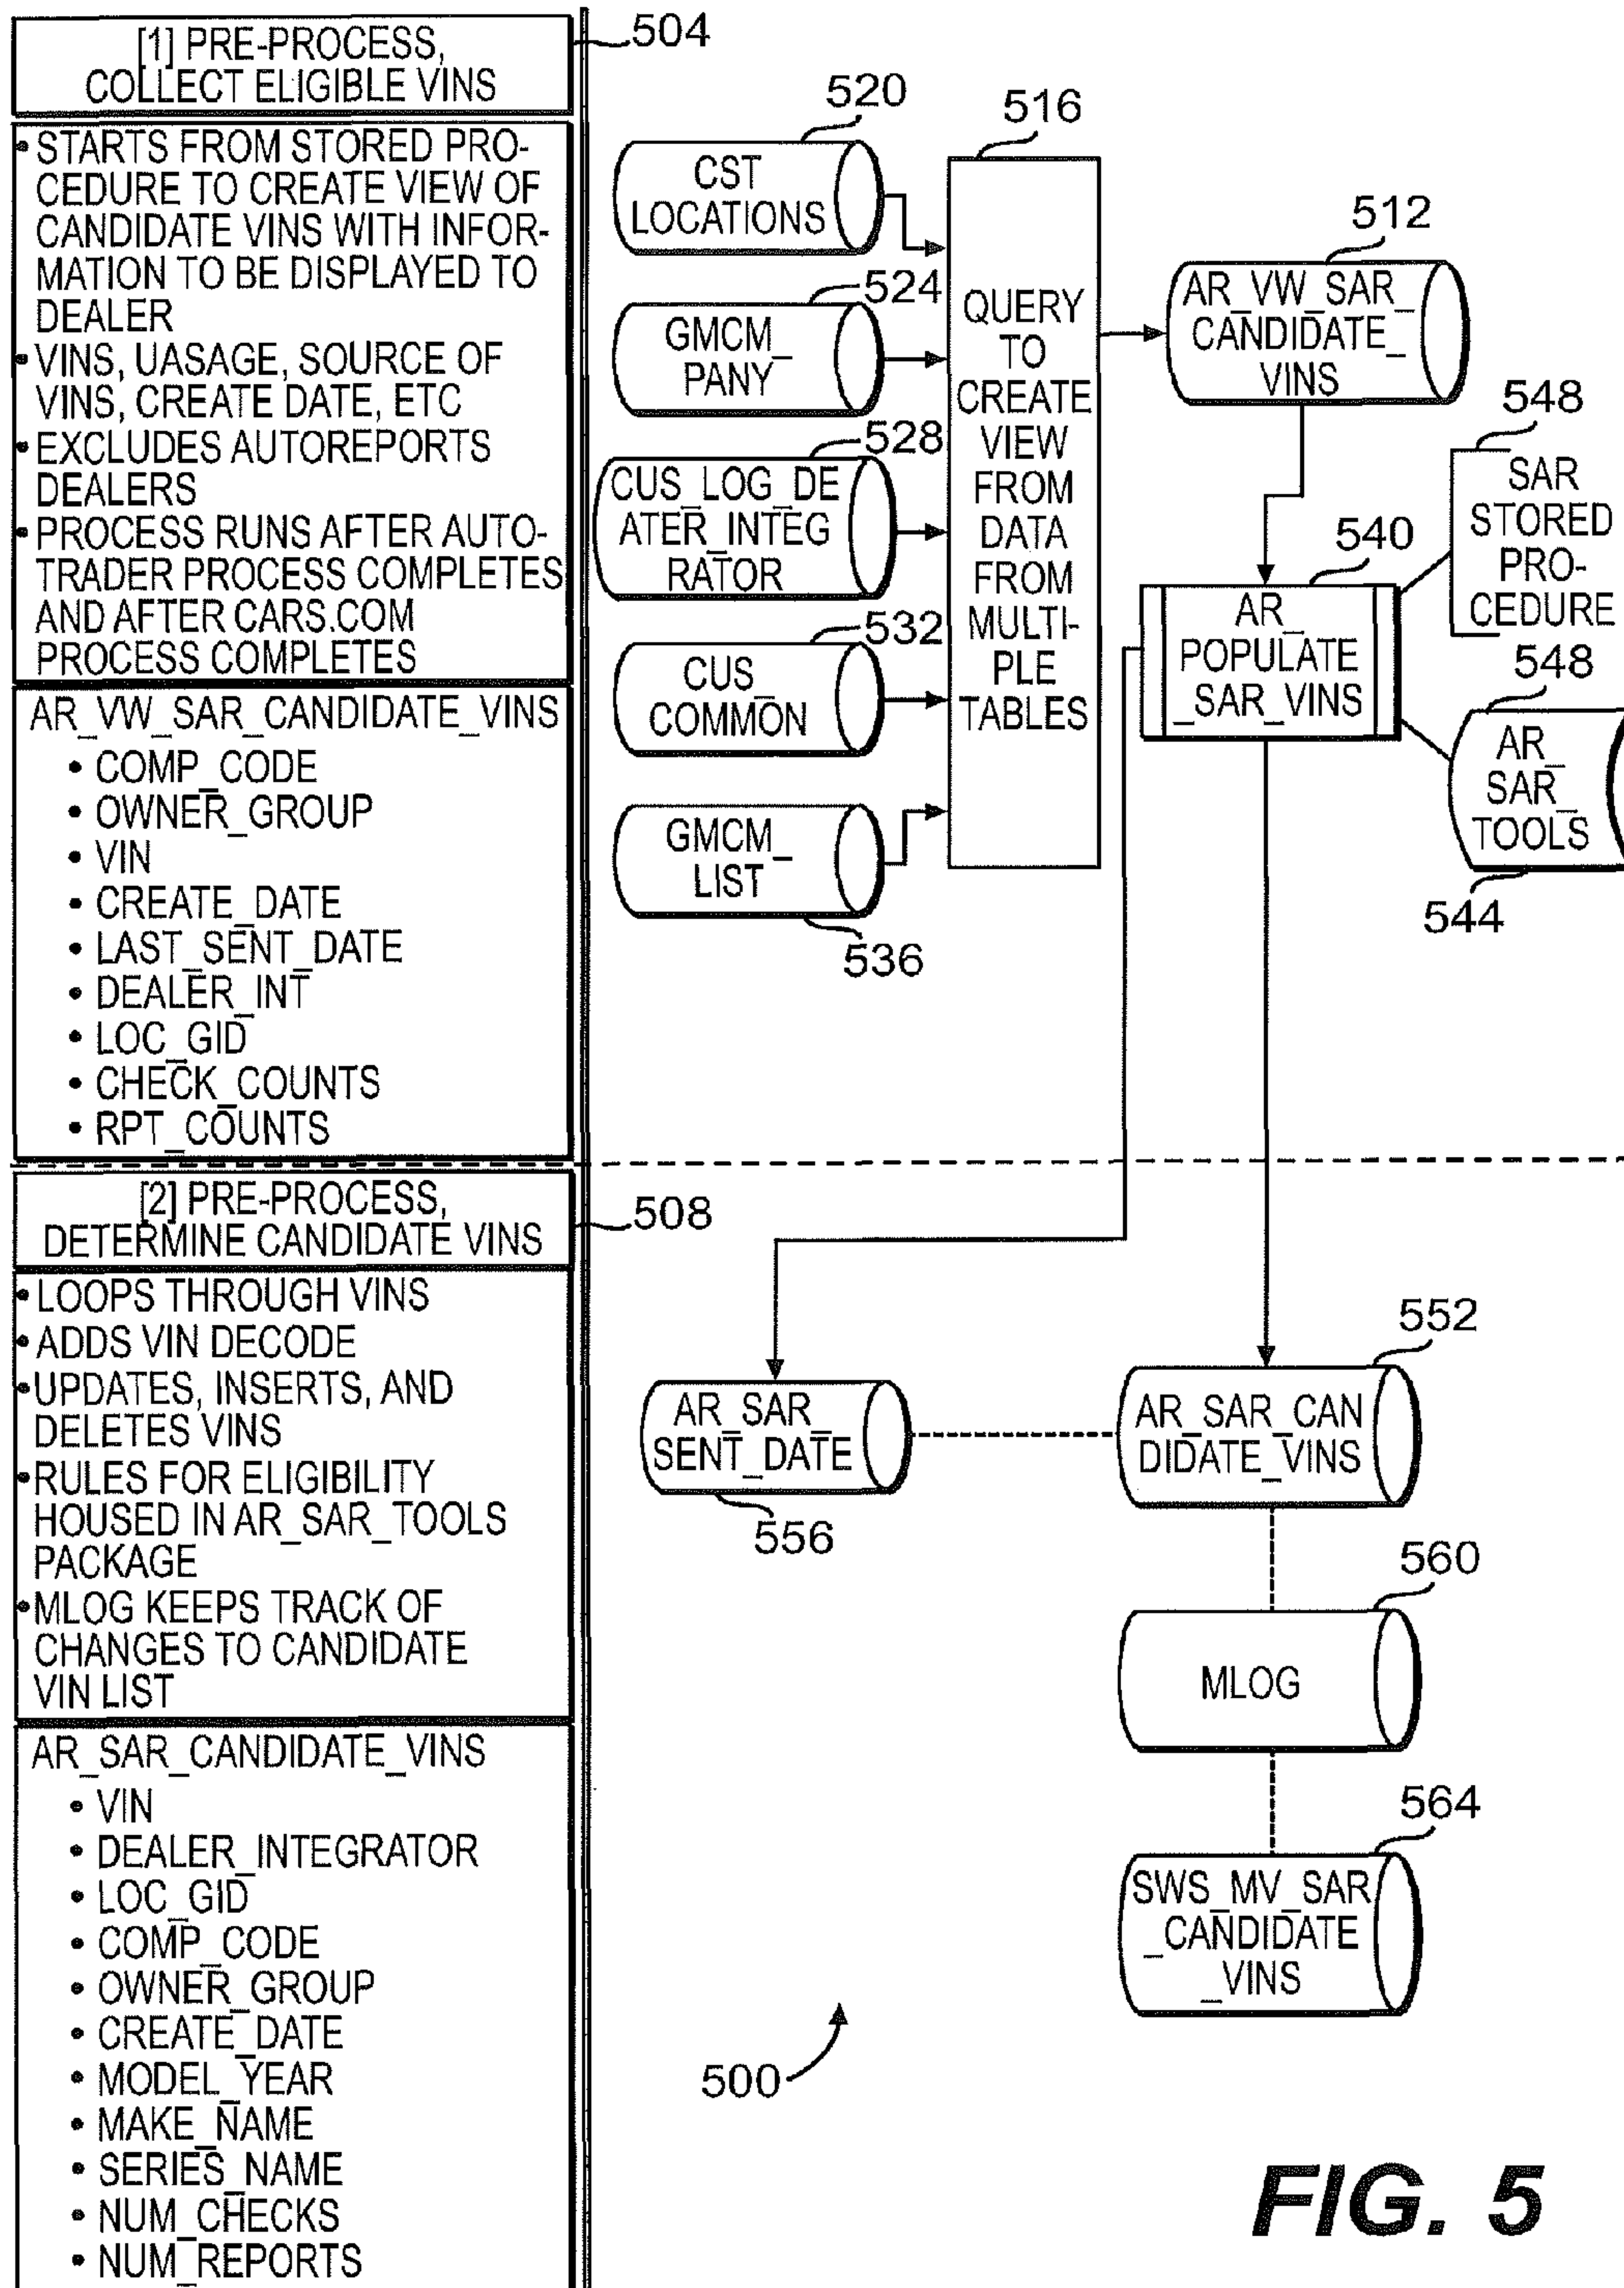 [1] PRE-PROCESS,
COLLECT ELIGIBLE VINS
504
• STARTS FROM STORED PRO-
CEDURE TO CREATE VIEW OF
CANDIDATE VINS WITH INFOR-
MATION TO BE DISPLAYED TO
DEALER
• VINS, UASAGE, SOURCE OF
VINS, CREATE DATE, ETC
• EXCLUDES AUTOREPORTS
DEALERS
• PROCESS RUNS AFTER AUTO-
TRADER PROCESS COMPLETES
AND AFTER CARS.COM
PROCESS COMPLETES
AR_VW_SAR_CANDIDATE_VINS
• COMP_CODE
• OWNER_GROUP
• VIN
• CREATE_DATE
• LAST_SENT_DATE
• DEALER_INT
• LOC_GID
• CHECK_COUNTS
• RPT_COUNTS
520
CST
LOCATIONS
524
GMCM_
PANY
528
CUS_LOG_DE
ATER_INTEG
RATOR
532
CUS_
COMMON
GMCM_
LIST
536
516
QUERY
TO
CREATE
VIEW
FROM
DATA
FROM
MULTI-
PLE
TABLES
512
AR_VW_SAR_
CANDIDATE_
VINS
548
SAR
STORED
PRO-
CEDURE
540
AR_
POPULATE
_SAR_VINS
548
AR_
SAR_
TOOLS
544
[2] PRE-PROCESS,
DETERMINE CANDIDATE VINS
508
• LOOPS THROUGH VINS
• ADDS VIN DECODE
• UPDATES, INSERTS, AND
DELETES VINS
• RULES FOR ELIGIBILITY
HOUSED IN AR_SAR_TOOLS
PACKAGE
• MLOG KEEPS TRACK OF
CHANGES TO CANDIDATE
VIN LIST
AR_SAR_CANDIDATE_VINS
• VIN
• DEALER_INTEGRATOR
• LOC_GID
• COMP_CODE
• OWNER_GROUP
• CREATE_DATE
• MODEL_YEAR
• MAKE_NAME
• SERIES_NAME
• NUM_CHECKS
• NUM_REPORTS
AR_SAR_
SENT_DATE
556
552
AR_SAR_CAN
DIDATE_VINS
560
MLOG
564
SWS_MV_SAR
_CANDIDATE
_VINS
500
FIG. 5